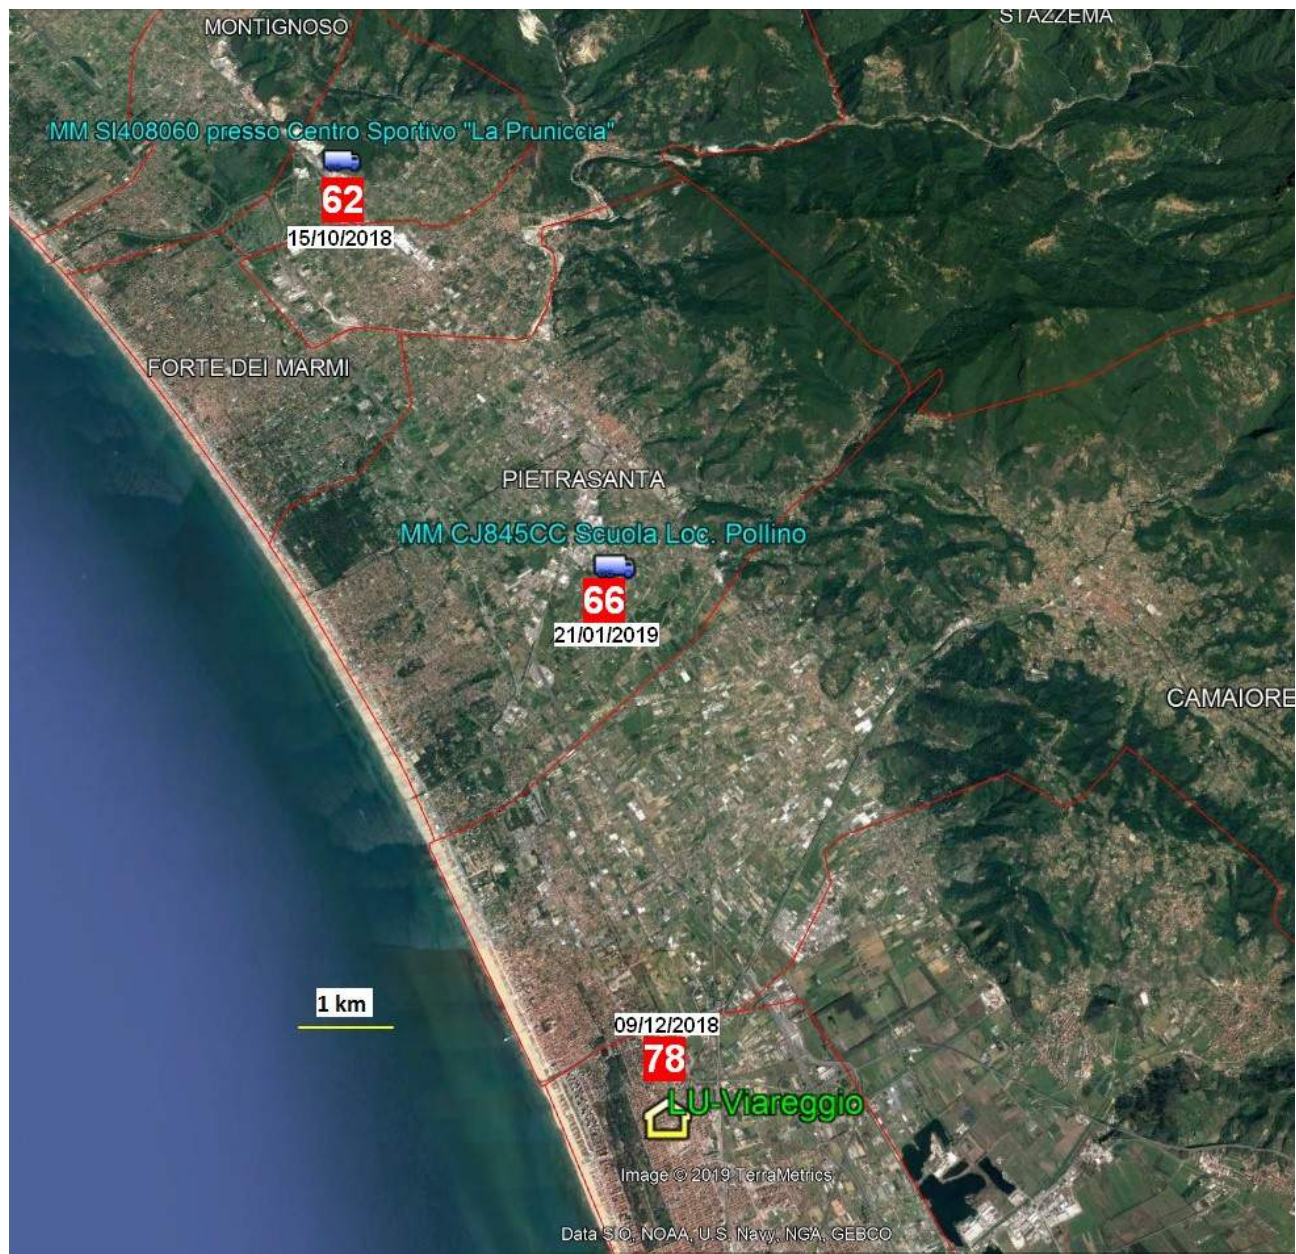 MONTIGNOSO
STAZZEMA
MM SI408060 presso Centro Sportivo "La Pruniccia"
62
15/10/2018
FORTE DEI MARMI
PIETRASANTA
MM CJ845CC Scuola Loc. Pollino
66
21/01/2019
CAMAIORE
1 km
09/12/2018
78
LU-Viareggio
Image © 2019 TerraMetrics
Data SIO, NOAA, U.S. Navy, NGA, GEBCO